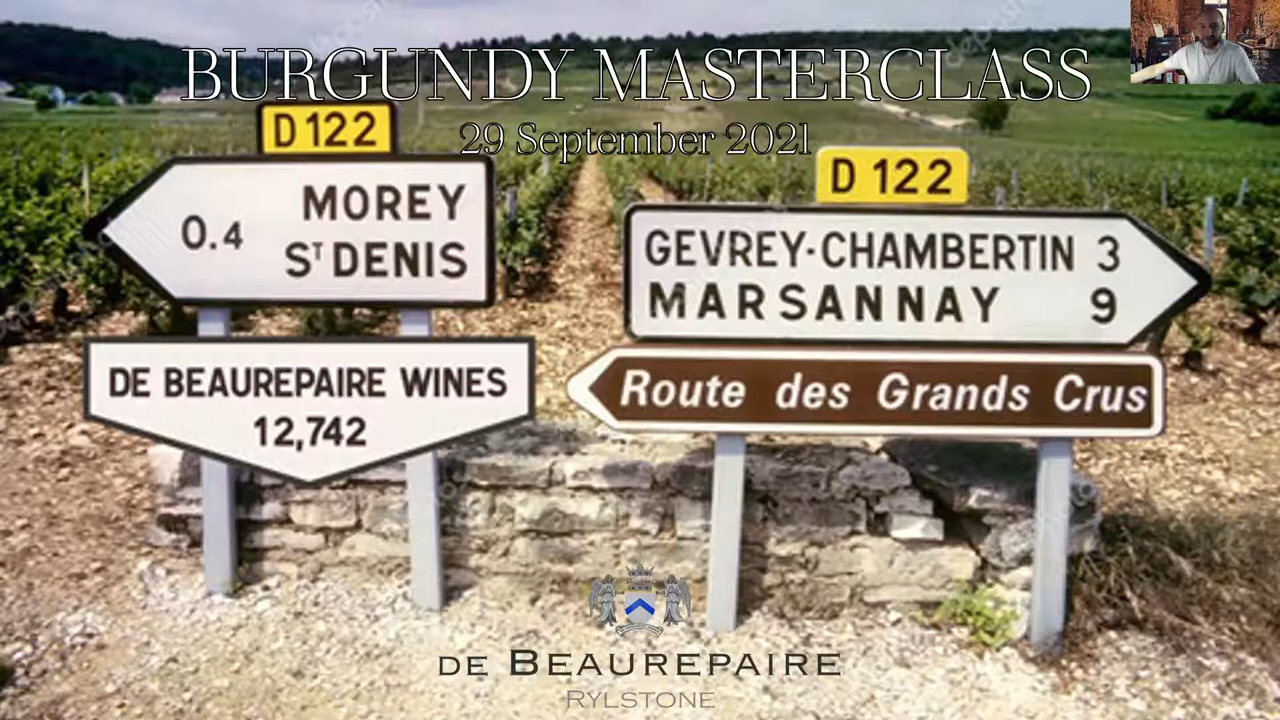 BURGUNDY MASTERCLASS
29 September 2021
D 122
MOREY
0.4
ST DENIS
DE BEAUREPAIRE WINES
12,742
D 122
GEVREY-CHAMBERTIN 3
MARSANNAY 9
Route des Grands Crus
DE BEAUREPAIRE
RYLSTONE